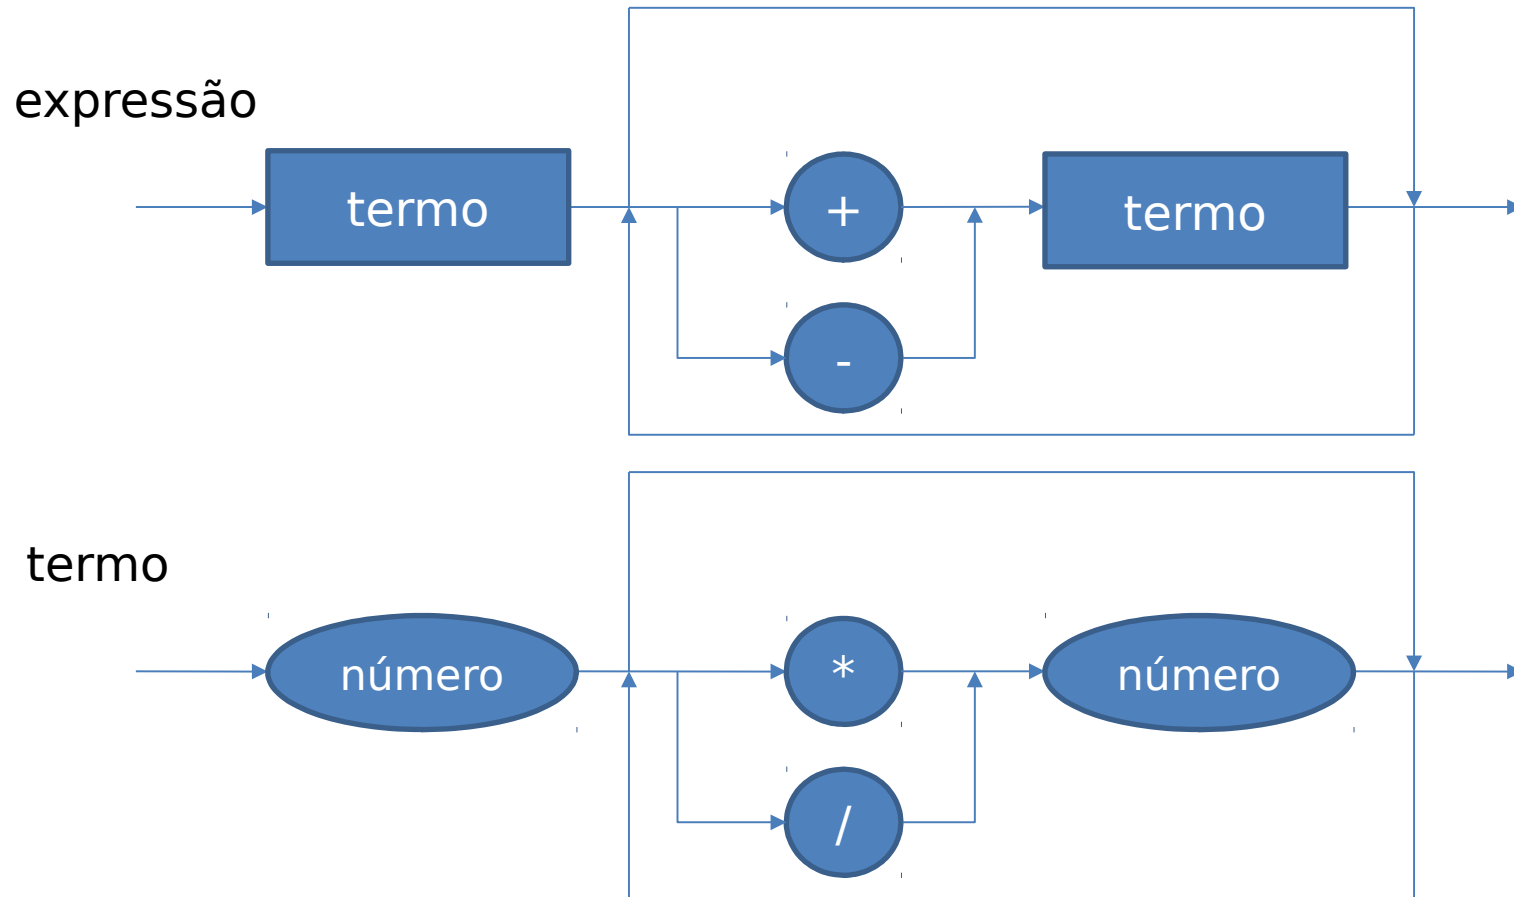 expressão
termo + termo
-
termo
número * número
/